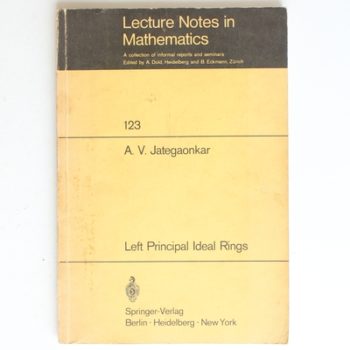 Lecture Notes in
Mathematics
A collection of informal reports and seminars
Edited by A. Dold, Heidelberg and B. Eckmann, Zürich
123
A. V. Jategaonkar
Left Principal Ideal Rings
Springer-Verlag
Berlin · Heidelberg · New York